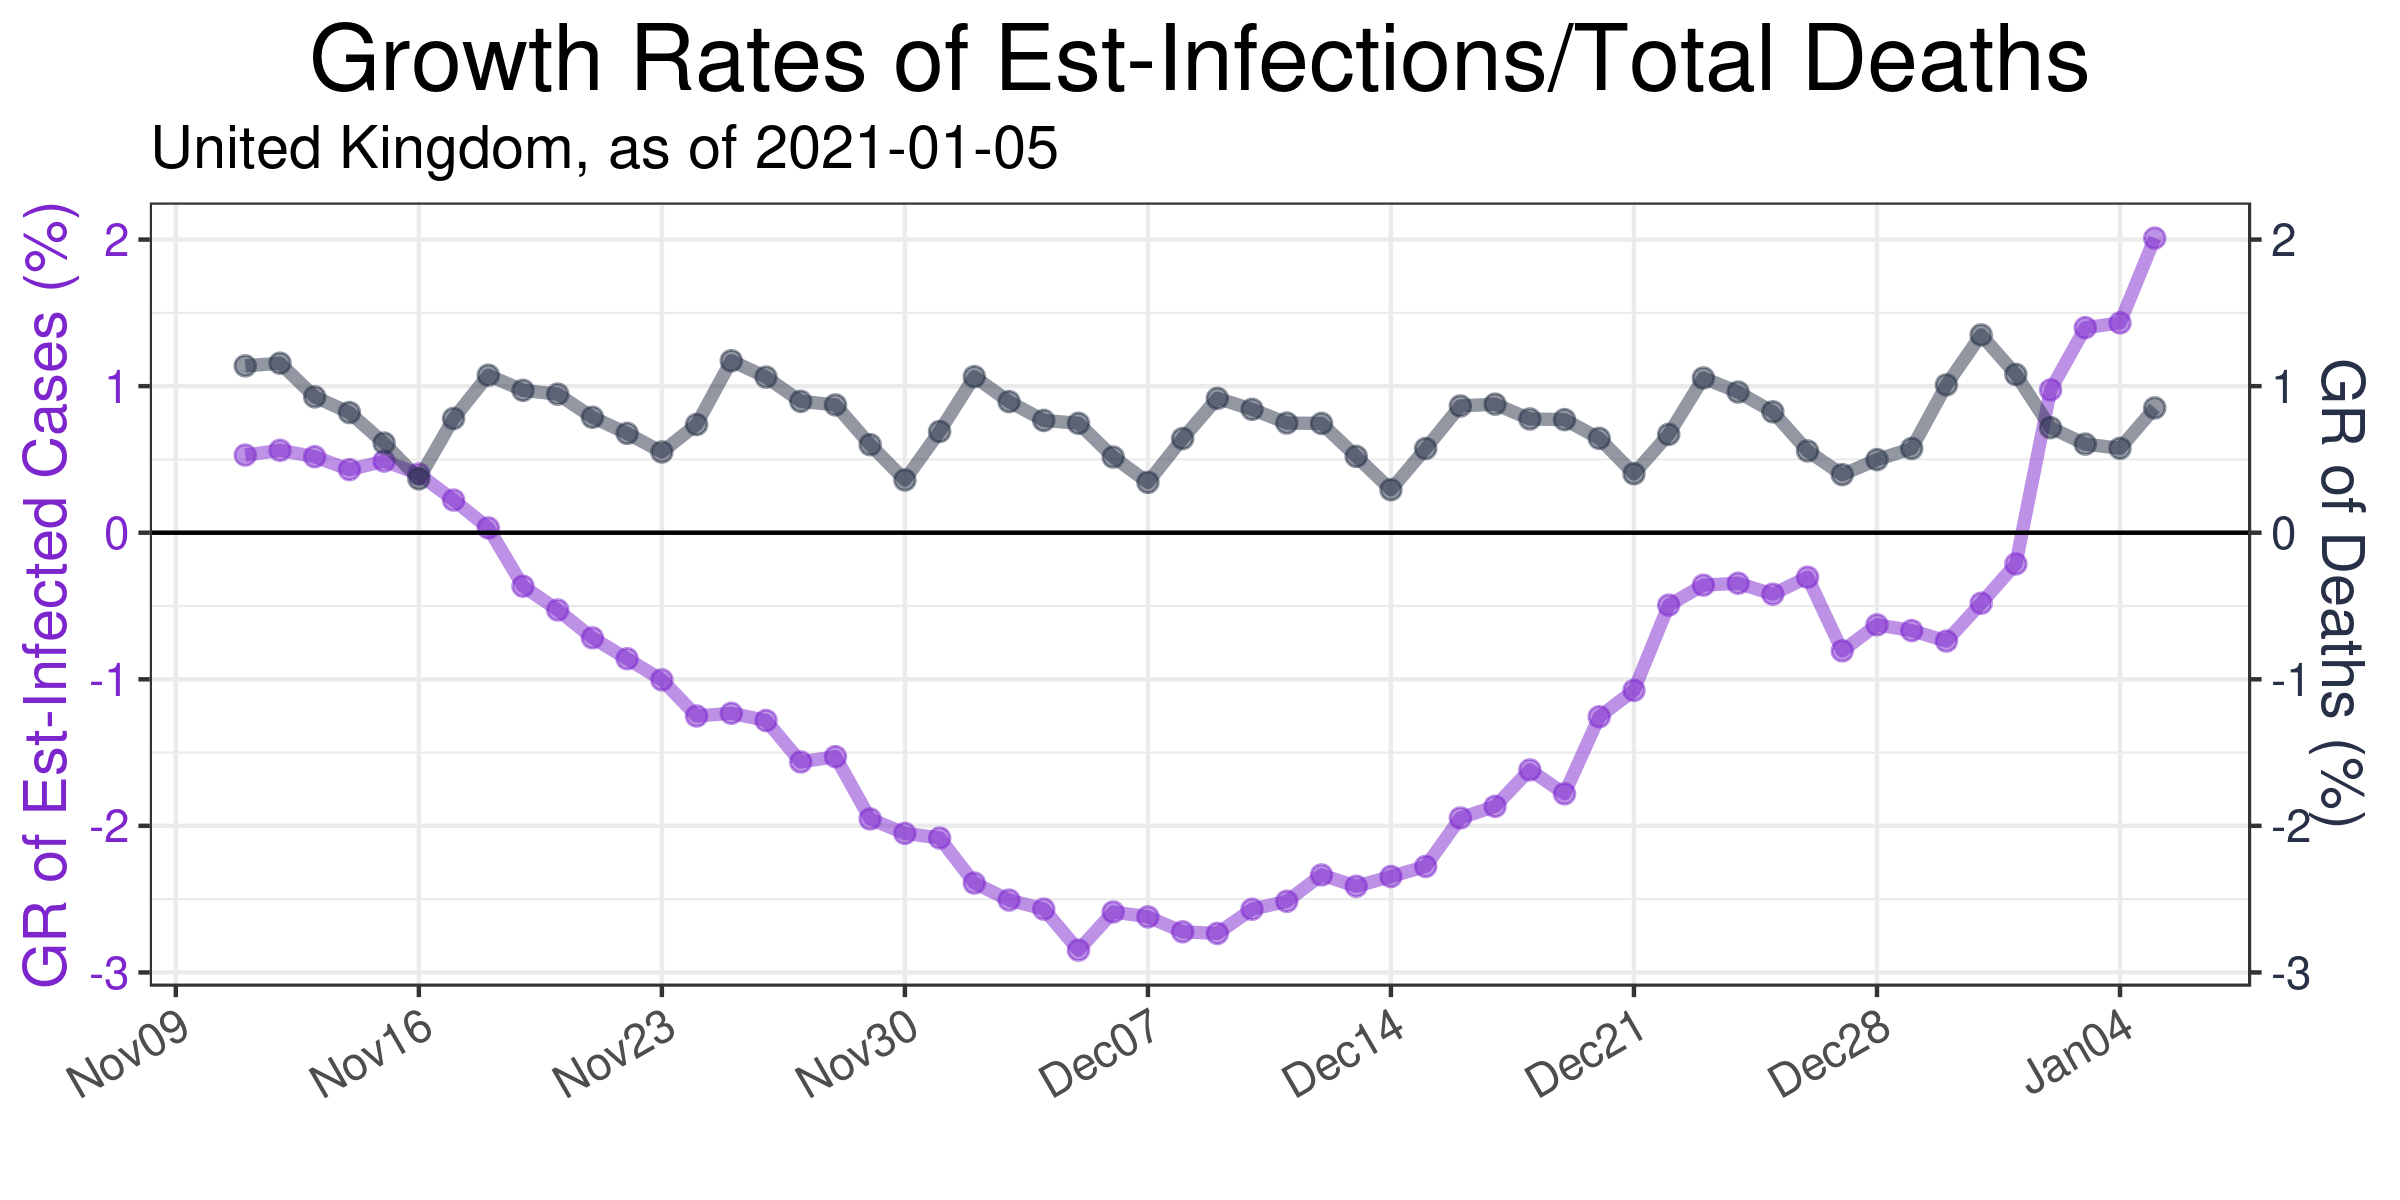 Growth Rates of Est-Infections/Total Deaths
United Kingdom, as of 2021-01-05
GR of Est-Infected Cases (%)
2
1
0
-1
-2
-3
2
1
0
-1
-2
-3
GR of Deaths (%)
Nov09
Nov16
Nov23
Nov30
Dec07
Dec14
Dec21
Dec28
Jan04